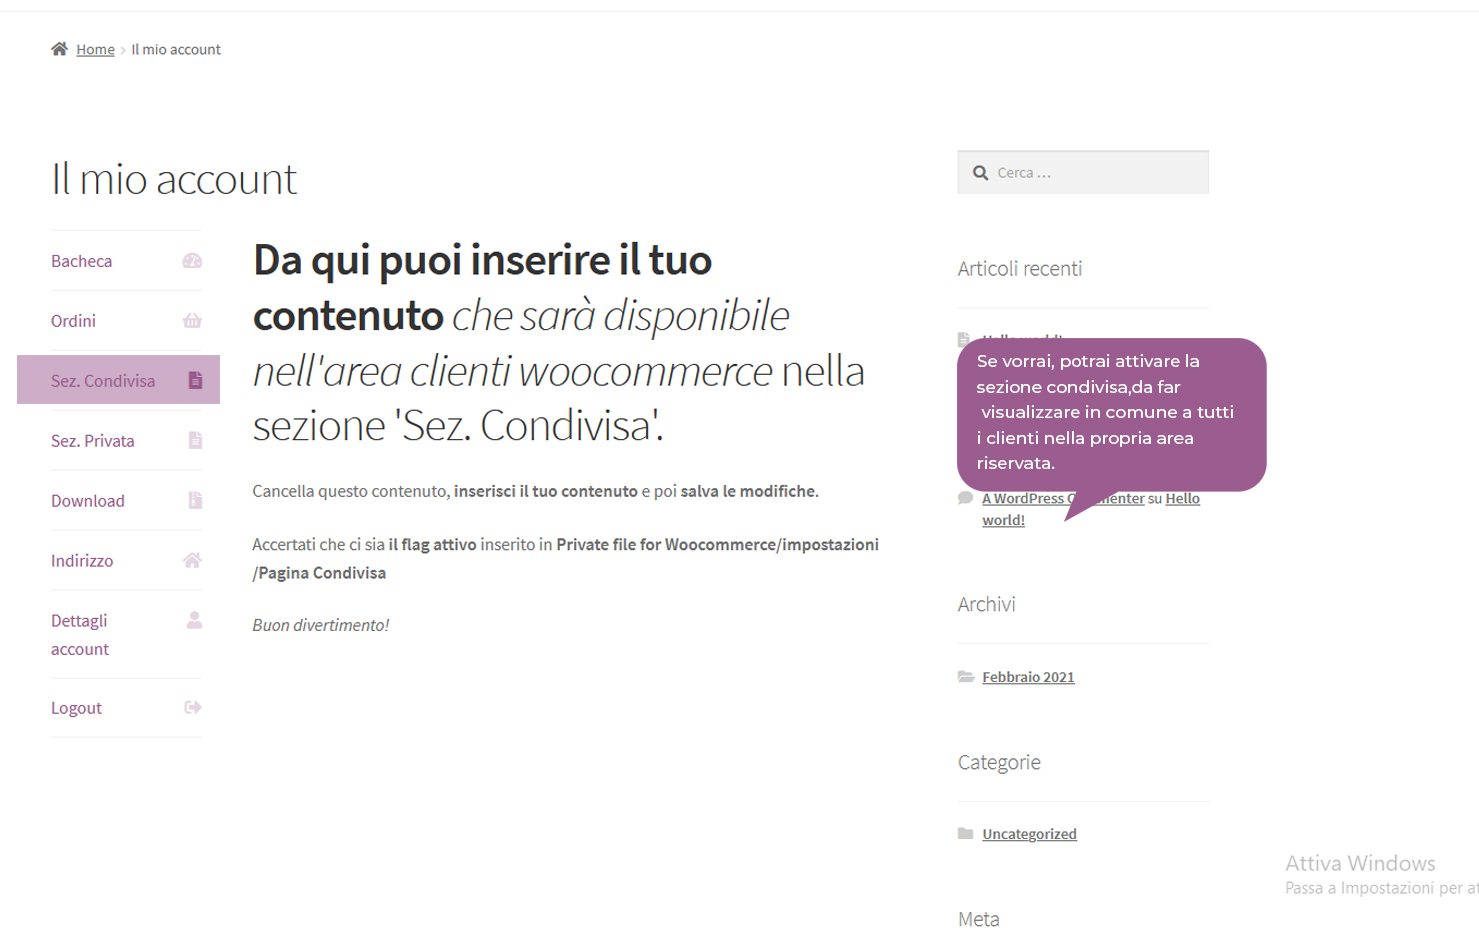 Home Il mio account
Il mio account
Bacheca
Ordini
Sez. Condivisa
Sez. Privata
Download
Indirizzo
Dettagli
account
Logout
Da qui puoi inserire il tuo
contenuto che sarà disponibile
nell'area clienti woocommerce nella
sezione 'Sez. Condivisa'.
Cancella questo contenuto, inserisci il tuo contenuto e poi salva le modifiche.
Accertati che ci sia il flag attivo inserito in Private file for Woocommerce/impostazioni
/Pagina Condivisa
Buon divertimento!
Cerca …
Articoli recenti
Se vorrai, potrai attivare la
sezione condivisa,da far
visualizzare in comune a tutti
i clienti nella propria area
riservata.
A WordPress su Hello
world!
Archivi
Febbraio 2021
Categorie
Uncategorized
Meta
Attiva Windows
Passa a Impostazioni per